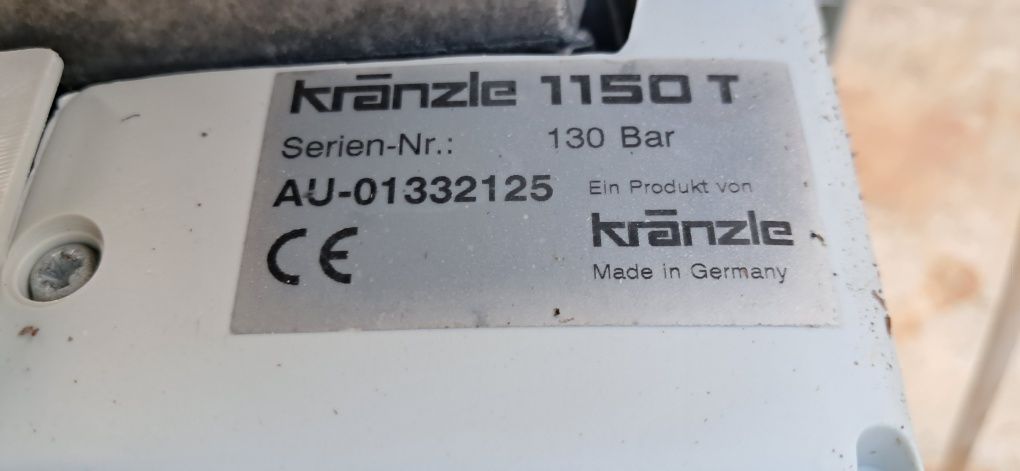 kränzle 1150 T
Serien-Nr.: 130 Bar
AU-01332125
Ein Produkt von
kränzle
CE
Made in Germany